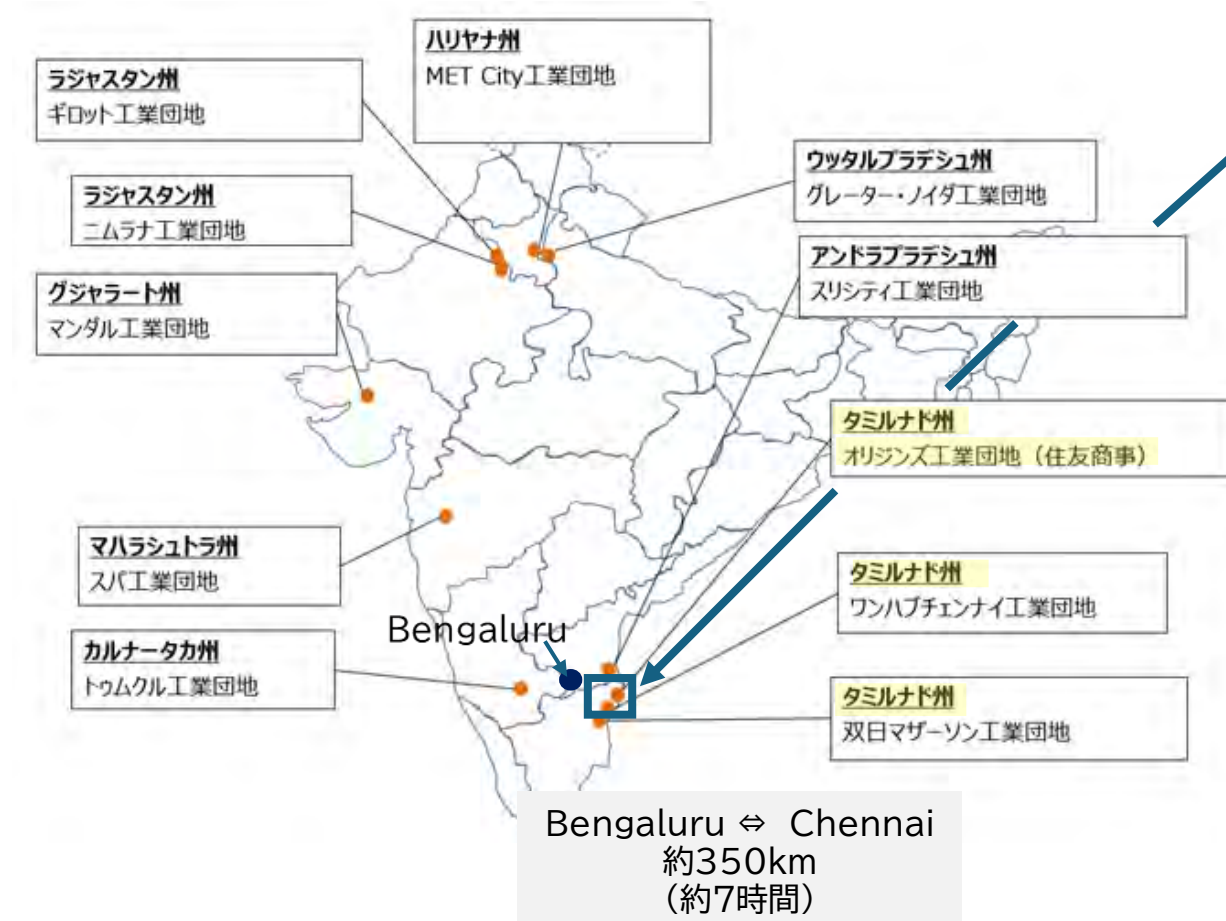 ハリヤナ州
MET City工業団地
ラジャスタン州
ギロット工業団地
ウッタルプラデシュ州
グレーター・ノイダ工業団地
ラジャスタン州
ニムラナ工業団地
アンドラプラデシュ州
スリシティ工業団地
グジャラート州
マンダル工業団地
タミルナド州
オリジンズ工業団地（住友商事）
マハラシュトラ州
スパ工業団地
タミルナド州
ワンハブチェンナイ工業団地
Bengaluru
カルナータカ州
トゥムクル工業団地
タミルナド州
双日マザーソン工業団地
Bengaluru ⇔ Chennai
約350km
（約7時間）